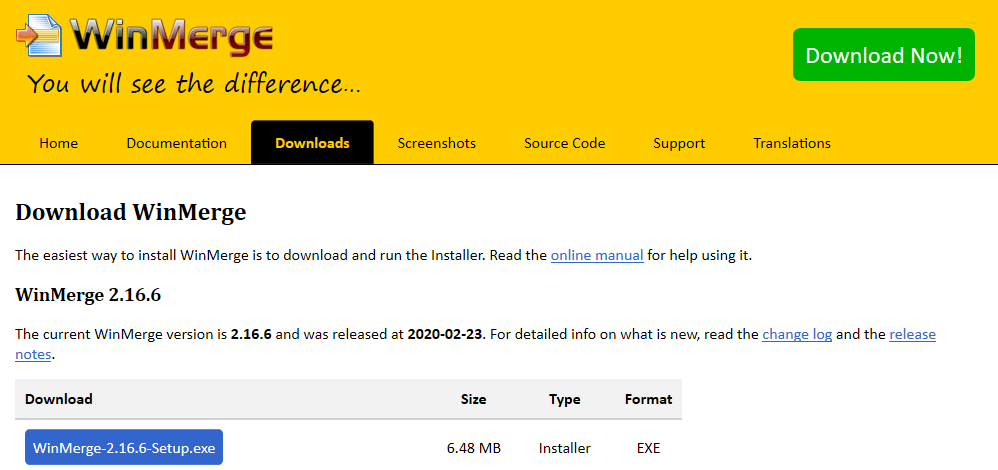 WinMerge
You will see the difference...
Download Now!
Home Documentation Downloads Screenshots Source Code Support Translations
Download WinMerge
The easiest way to install WinMerge is to download and run the Installer. Read the online manual for help using it.
WinMerge 2.16.6
The current WinMerge version is 2.16.6 and was released at 2020-02-23. For detailed info on what is new, read the change log and the release
notes.
Download Size Type Format
WinMerge-2.16.6-Setup.exe 6.48 MB Installer EXE